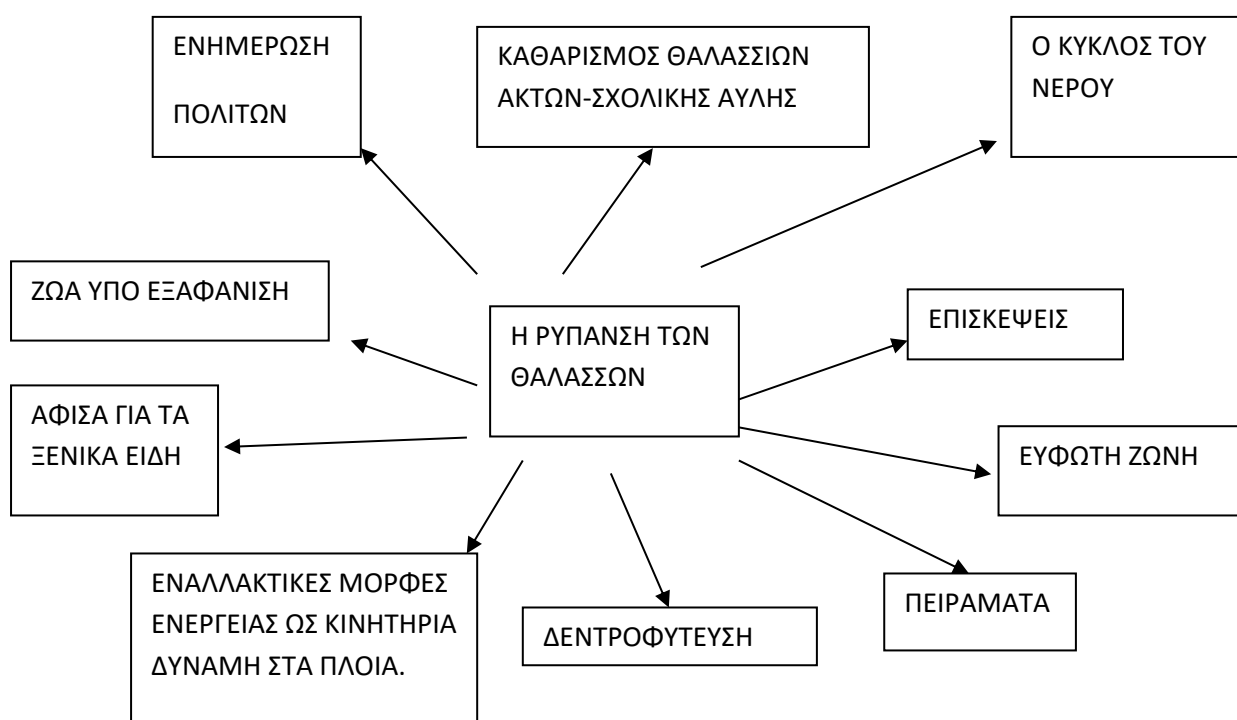 ΕΝΗΜΕΡΩΣΗ
ΠΟΛΙΤΩΝ
ΚΑΘΑΡΙΣΜΟΣ ΘΑΛΑΣΣΙΩΝ
ΑΚΤΩΝ-ΣΧΟΛΙΚΗΣ ΑΥΛΗΣ
Ο ΚΥΚΛΟΣ ΤΟΥ
ΝΕΡΟΥ
ΖΩΑ ΥΠΟ ΕΞΑΦΑΝΙΣΗ
Η ΡΥΠΑΝΣΗ ΤΩΝ
ΘΑΛΑΣΣΩΝ
ΕΠΙΣΚΕΨΕΙΣ
ΑΦΙΣΑ ΓΙΑ ΤΑ
ΞΕΝΙΚΑ ΕΙΔΗ
ΕΥΦΩΤΗ ΖΩΝΗ
ΕΝΑΛΛΑΚΤΙΚΕΣ ΜΟΡΦΕΣ
ΕΝΕΡΓΕΙΑΣ ΩΣ ΚΙΝΗΤΗΡΙΑ
ΔΥΝΑΜΗ ΣΤΑ ΠΛΟΙΑ.
ΔΕΝΤΡΟΦΥΤΕΥΣΗ
ΠΕΙΡΑΜΑΤΑ